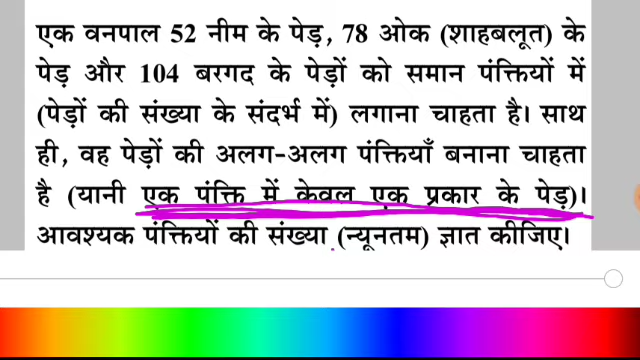 एक वनपाल 52 नीम के पेड़, 78 ओक (शाहबलूत) के
पेड़ और 104 बरगद के पेड़ों को समान पंक्तियों में
(पेड़ों की संख्या के संदर्भ में) लगाना चाहता है। साथ
ही, वह पेड़ों की अलग-अलग पंक्तियाँ बनाना चाहता
है (यानी एक पंक्ति में केवल एक प्रकार के पेड़)।
आवश्यक पंक्तियों की संख्या (न्यूनतम) ज्ञात कीजिए।